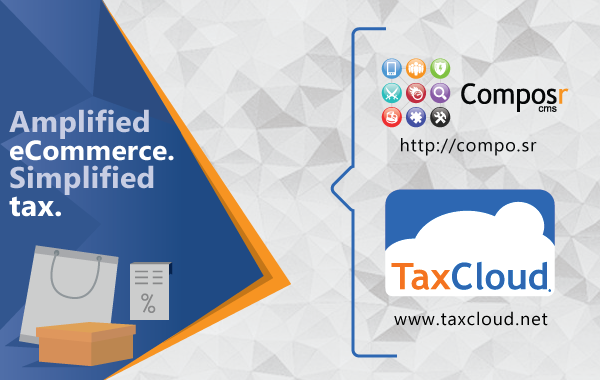 Amplified
eCommerce.
Simplified
tax.
%
Composr
cms
http://compo.sr
TaxCloud.
www.taxcloud.net